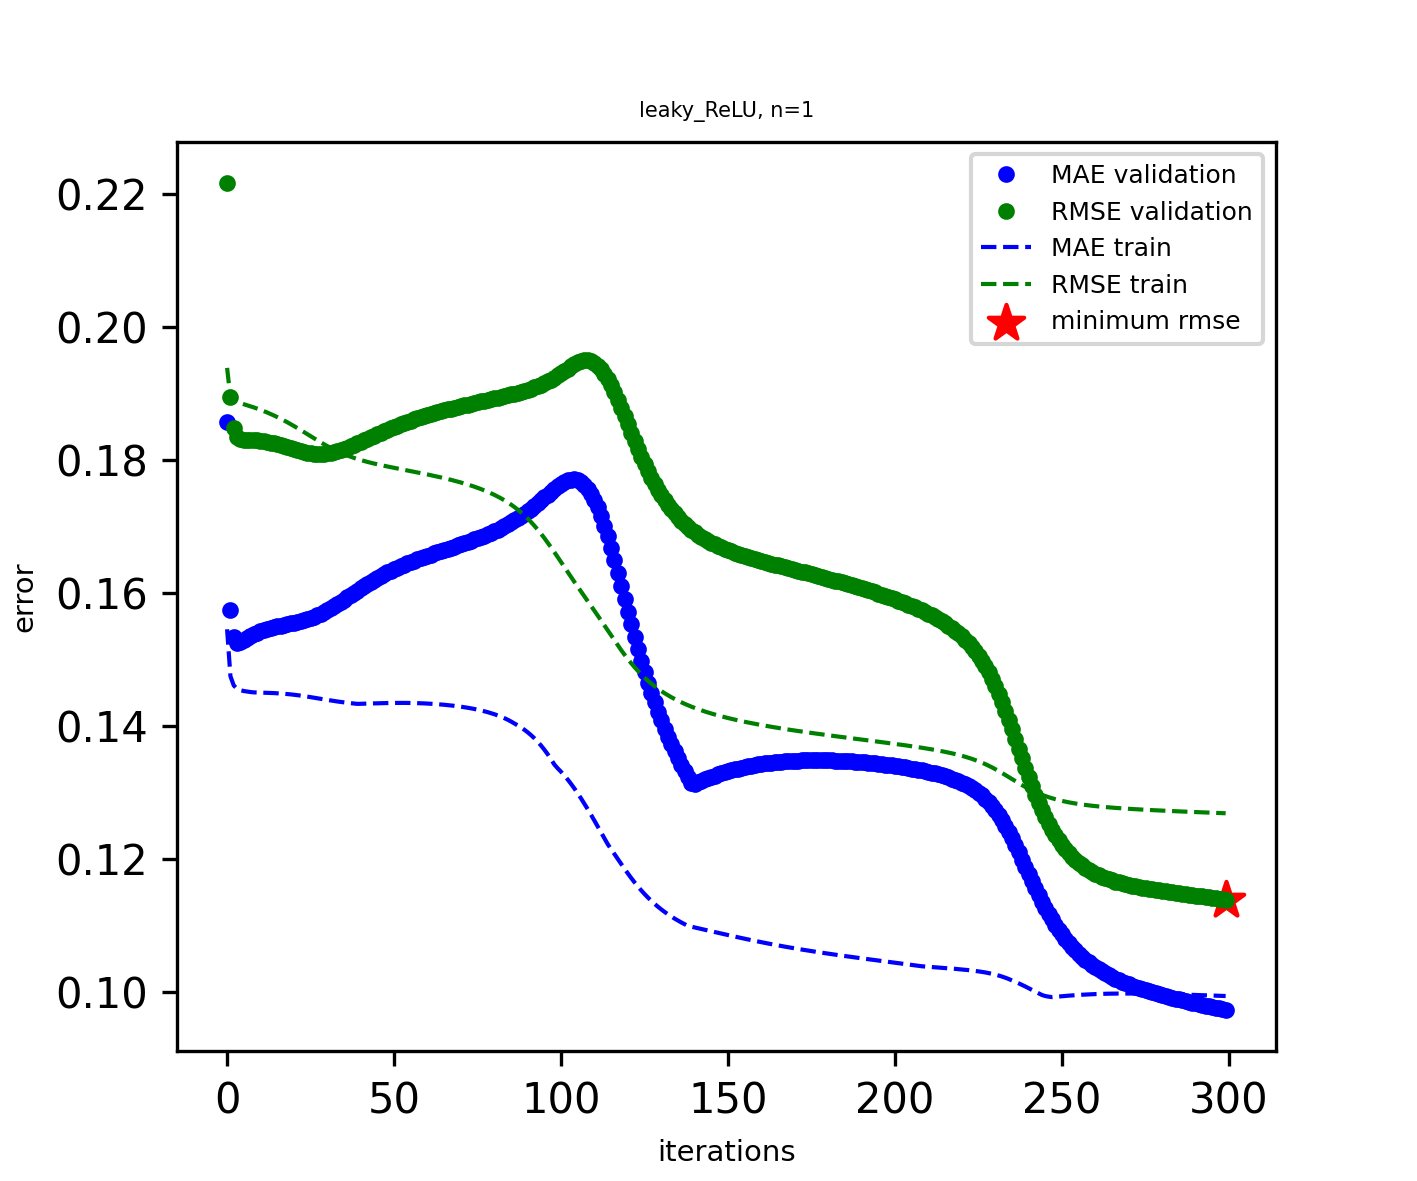 leaky_ReLU, n=1
MAE validation
RMSE validation
MAE train
RMSE train
minimum rmse
error
0.22
0.20
0.18
0.16
0.14
0.12
0.10
0 50 100 150 200 250 300
iterations